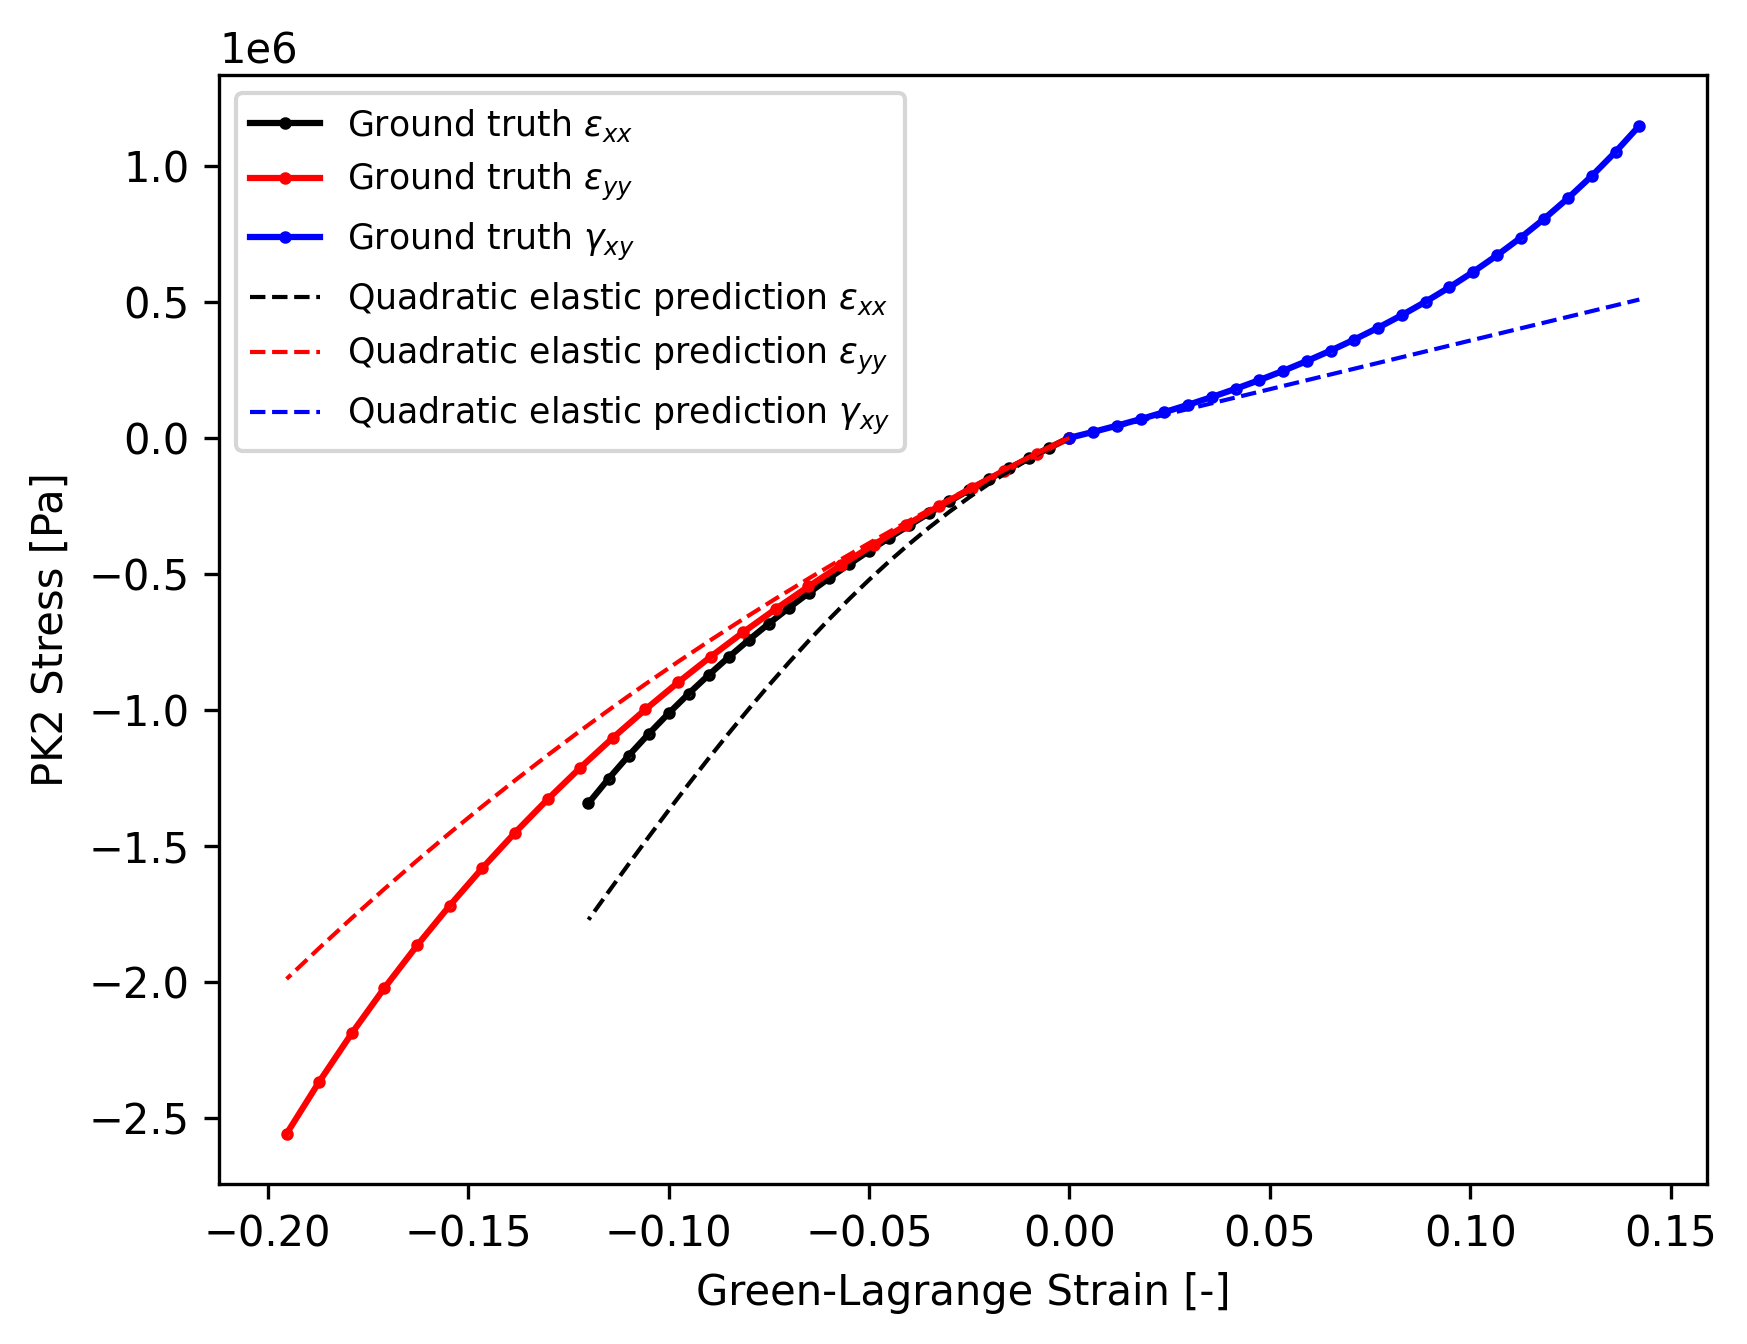 1e6
Ground truth εxx
Ground truth εyy
Ground truth γxy
Quadratic elastic prediction εxx
Quadratic elastic prediction εyy
Quadratic elastic prediction γxy
1.0
0.5
0.0
−0.5
−1.0
−1.5
−2.0
−2.5
PK2 Stress [Pa]
−0.20 −0.15 −0.10 −0.05 0.00 0.05 0.10 0.15
Green-Lagrange Strain [-]